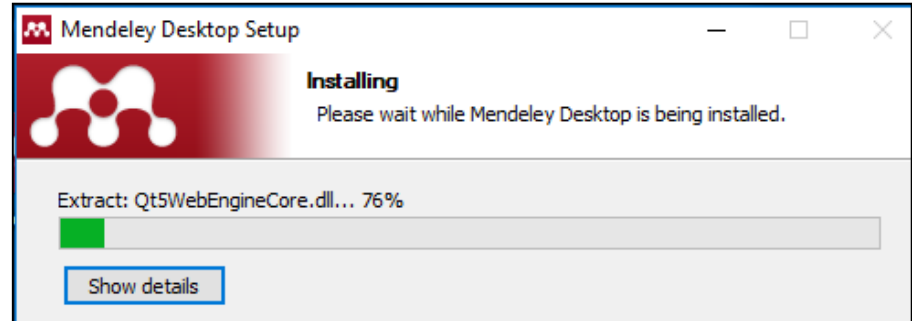 Mendeley Desktop Setup
Installing
Please wait while Mendeley Desktop is being installed.
Extract: Qt5WebEngineCore.dll... 76%
Show details